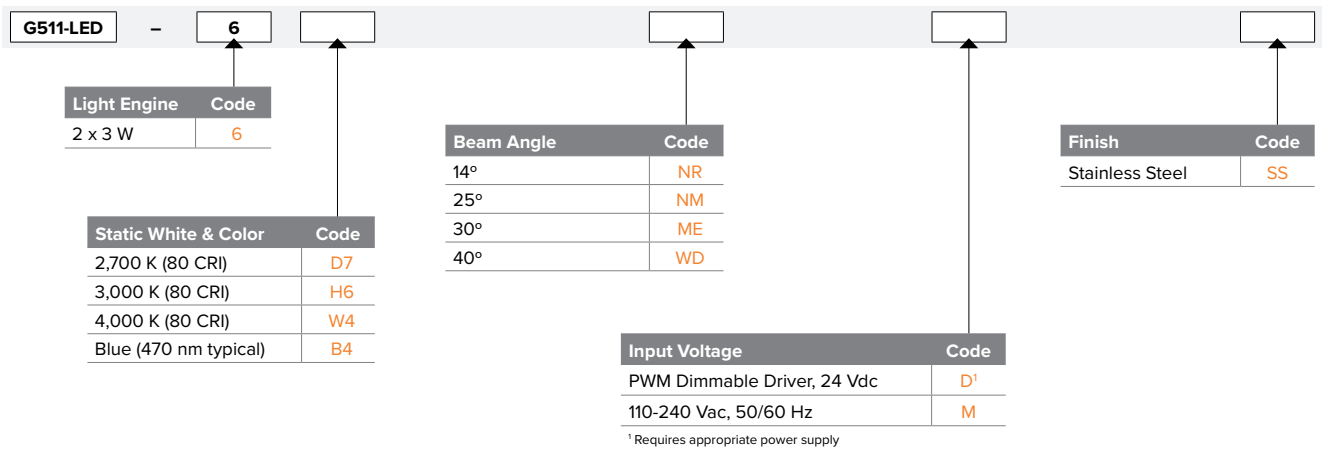 G511-LED – 6
Light Engine Code
2 x 3 W 6
Static White & Color Code
2,700 K (80 CRI) D7
3,000 K (80 CRI) H6
4,000 K (80 CRI) W4
Blue (470 nm typical) B4
Beam Angle Code
14º NR
25º NM
30º ME
40º WD
Input Voltage Code
PWM Dimmable Driver, 24 Vdc D¹
110-240 Vac, 50/60 Hz M
¹ Requires appropriate power supply
Finish Code
Stainless Steel SS